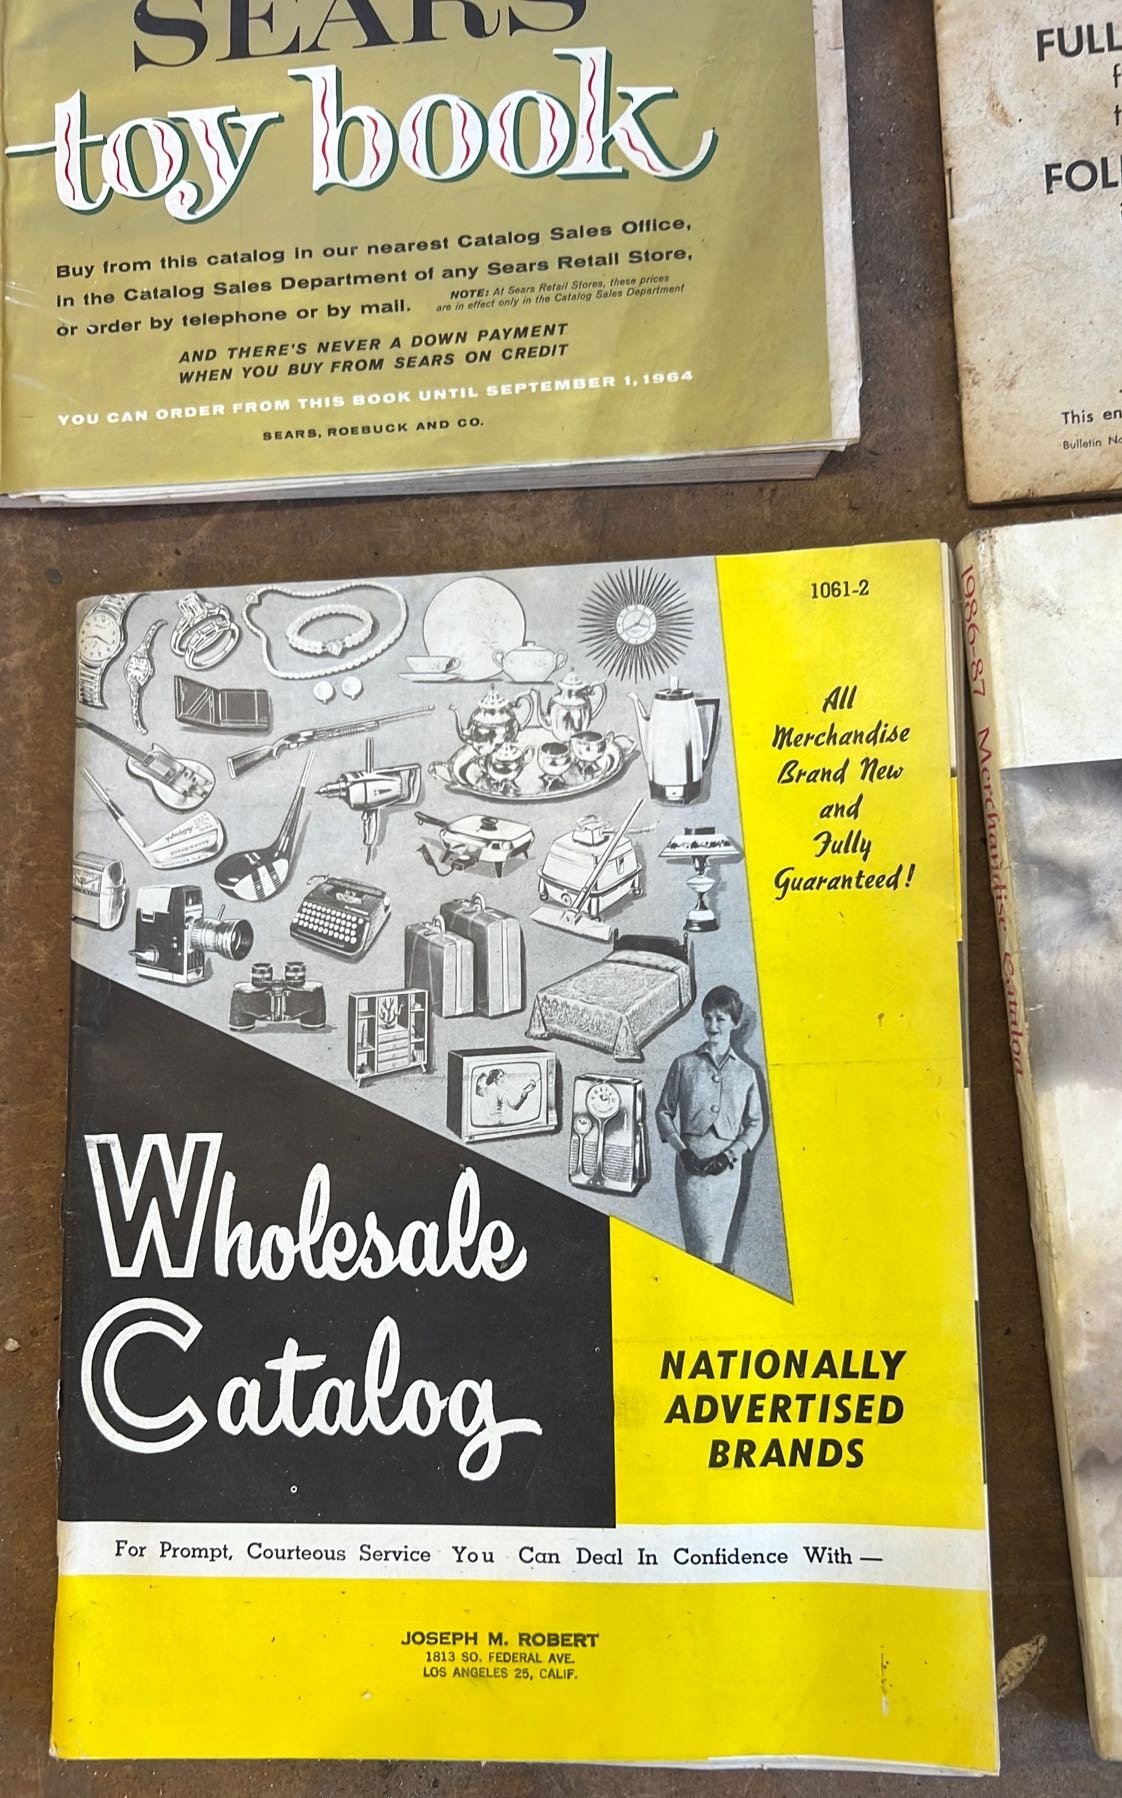 SEARS
toy book
Buy from this catalog in our nearest Catalog Sales Office,
in the Catalog Sales Department of any Sears Retail Store,
or order by telephone or by mail.
NOTE: At Sears Retail Stores, these prices
are in effect only in the Catalog Sales Department
AND THERE'S NEVER A DOWN PAYMENT
WHEN YOU BUY FROM SEARS ON CREDIT
YOU CAN ORDER FROM THIS BOOK UNTIL SEPTEMBER 1, 1964
SEARS, ROEBUCK AND CO.
FULL
FOL
This en
Bulletin No
1986-87 Merchandise Catalog
1061-2
All
Merchandise
Brand New
and
Fully
Guaranteed!
Wholesale
Catalog
NATIONALLY
ADVERTISED
BRANDS
For Prompt, Courteous Service You Can Deal In Confidence With —
JOSEPH M. ROBERT
1813 SO. FEDERAL AVE.
LOS ANGELES 25, CALIF.